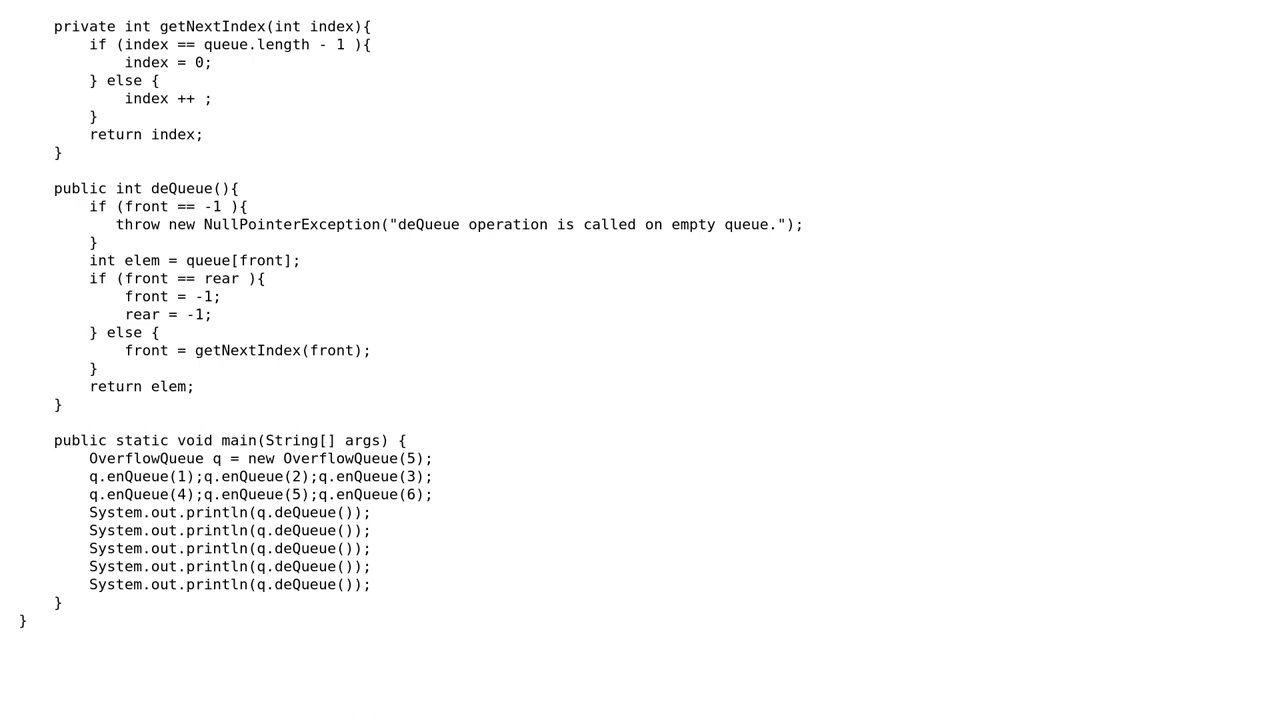 private int getNextIndex(int index){
if (index == queue.length - 1 ){
index = 0;
} else {
index ++ ;
}
return index;
}
public int deQueue(){
if (front == -1 ){
throw new NullPointerException("deQueue operation is called on empty queue.");
}
int elem = queue[front];
if (front == rear ){
front = -1;
rear = -1;
} else {
front = getNextIndex(front);
}
return elem;
}
public static void main(String[] args) {
OverflowQueue q = new OverflowQueue(5);
q.enQueue(1);q.enQueue(2);q.enQueue(3);
q.enQueue(4);q.enQueue(5);q.enQueue(6);
System.out.println(q.deQueue());
System.out.println(q.deQueue());
System.out.println(q.deQueue());
System.out.println(q.deQueue());
System.out.println(q.deQueue());
}
}